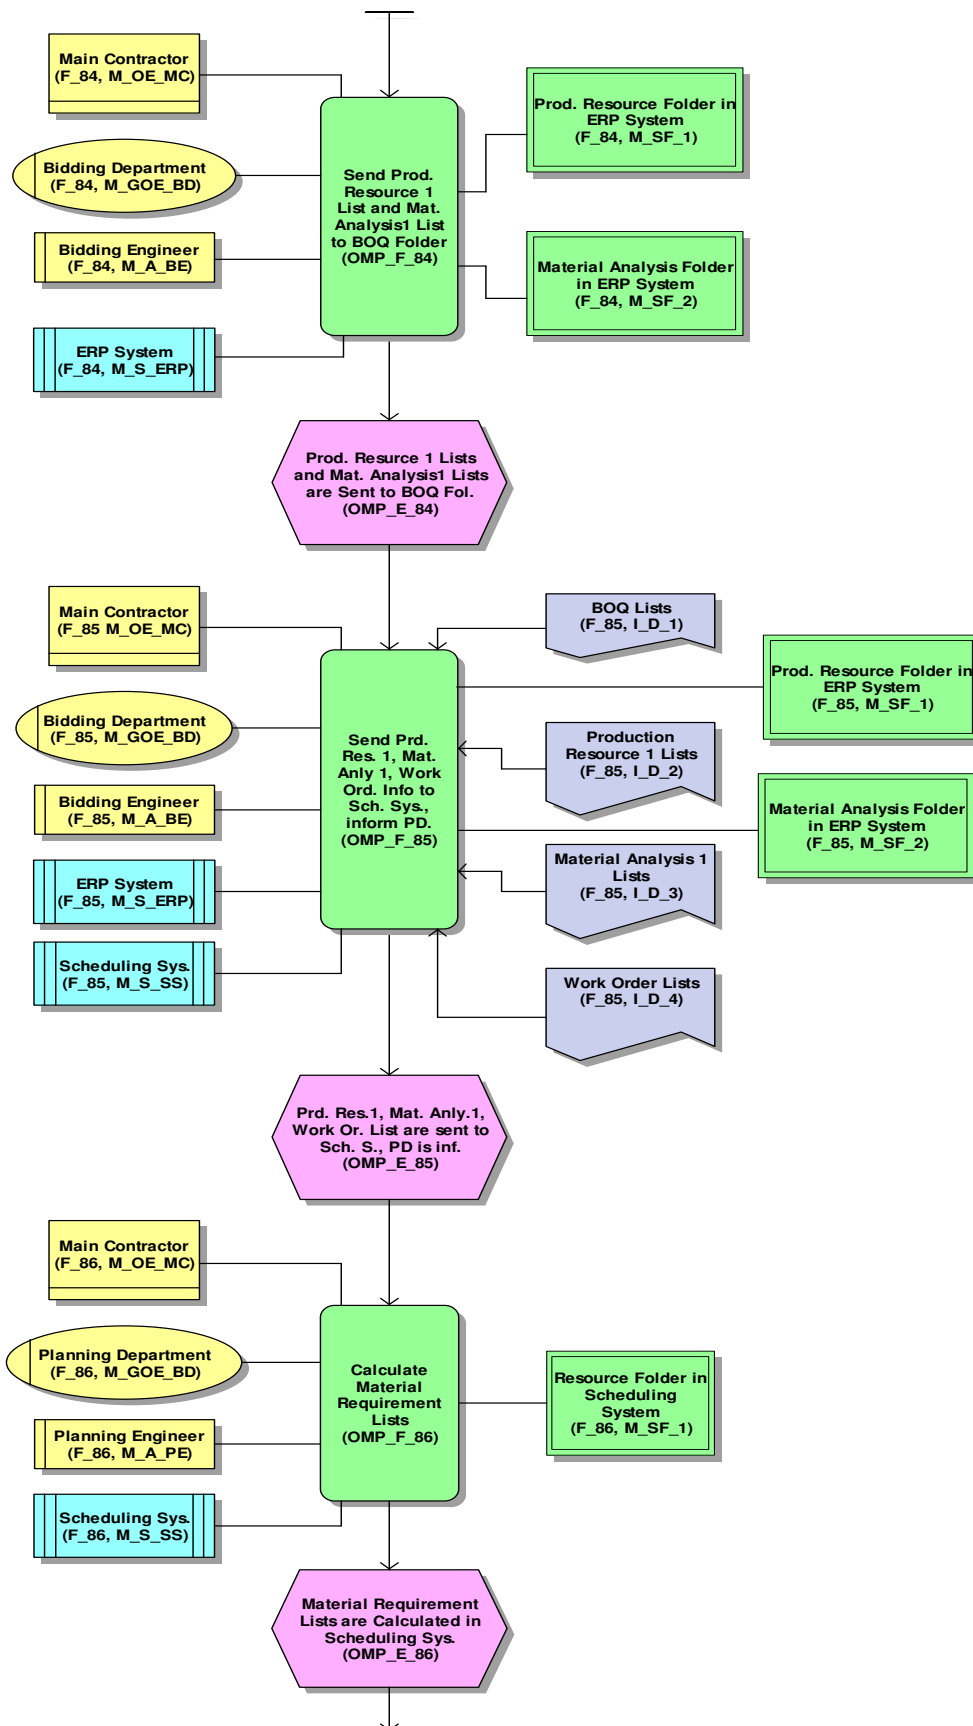 Main Contractor
(F_84, M_OE_MC)
Bidding Department
(F_84, M_GOE_BD)
Bidding Engineer
(F_84, M_A_BE)
ERP System
(F_84, M_S_ERP)
Send Prod.
Resource 1
List and Mat.
Analysis1 List
to BOQ Folder
(OMP_F_84)
Prod. Resource Folder in
ERP System
(F_84, M_SF_1)
Material Analysis Folder
in ERP System
(F_84, M_SF_2)
Prod. Resurce 1 Lists
and Mat. Analysis1 Lists
are Sent to BOQ Fol.
(OMP_E_84)
Main Contractor
(F_85 M_OE_MC)
Bidding Department
(F_85, M_GOE_BD)
Bidding Engineer
(F_85, M_A_BE)
ERP System
(F_85, M_S_ERP)
Scheduling Sys.
(F_85, M_S_SS)
Send Prd.
Res. 1, Mat.
Anly 1, Work
Ord. Info to
Sch. Sys.,
inform PD.
(OMP_F_85)
BOQ Lists
(F_85, I_D_1)
Production
Resource 1 Lists
(F_85, I_D_2)
Material Analysis 1
Lists
(F_85, I_D_3)
Work Order Lists
(F_85, I_D_4)
Prod. Resource Folder in
ERP System
(F_85, M_SF_1)
Material Analysis Folder
in ERP System
(F_85, M_SF_2)
Prd. Res.1, Mat. Anly.1,
Work Or. List are sent to
Sch. S., PD is inf.
(OMP_E_85)
Main Contractor
(F_86, M_OE_MC)
Planning Department
(F_86, M_GOE_BD)
Planning Engineer
(F_86, M_A_PE)
Scheduling Sys.
(F_86, M_S_SS)
Calculate
Material
Requirement
Lists
(OMP_F_86)
Resource Folder in
Scheduling
System
(F_86, M_SF_1)
Material Requirement
Lists are Calculated in
Scheduling Sys.
(OMP_E_86)